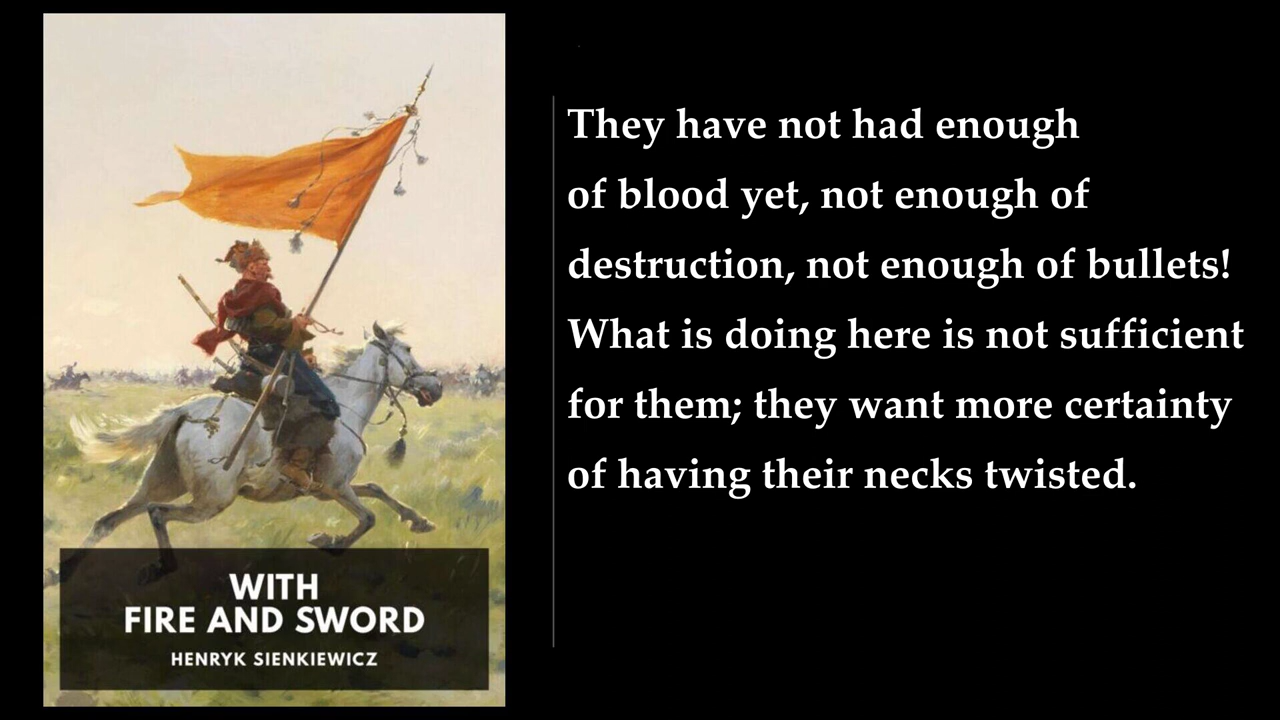 WITH
FIRE AND SWORD
HENRYK SIENKIEWICZ
They have not had enough
of blood yet, not enough of
destruction, not enough of bullets!
What is doing here is not sufficient
for them; they want more certainty
of having their necks twisted.